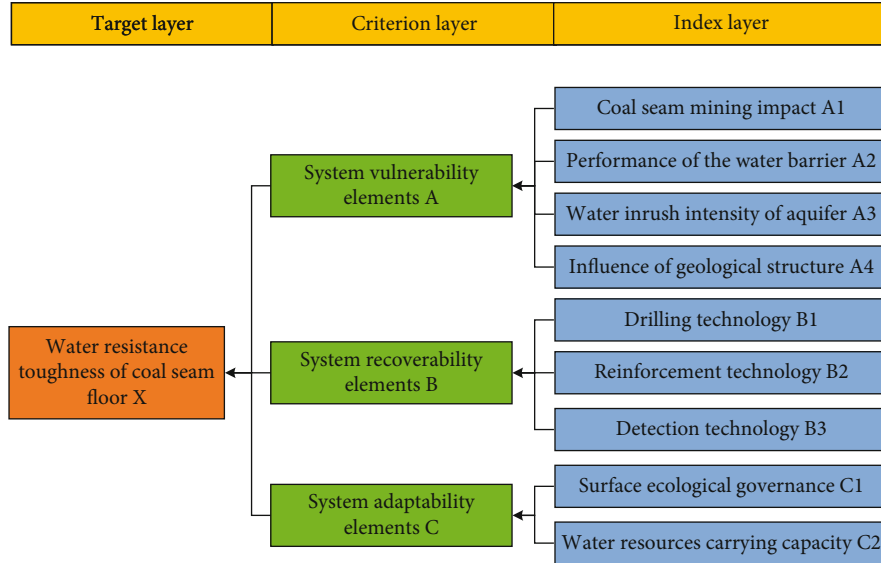 Target layer
Criterion layer
Index layer
Coal seam mining impact A1
System vulnerability
elements A
Performance of the water barrier A2
Water inrush intensity of aquifer A3
Influence of geological structure A4
Water resistance
toughness of coal seam
floor X
System recoverability
elements B
Drilling technology B1
Reinforcement technology B2
Detection technology B3
System adaptability
elements C
Surface ecological governance C1
Water resources carrying capacity C2